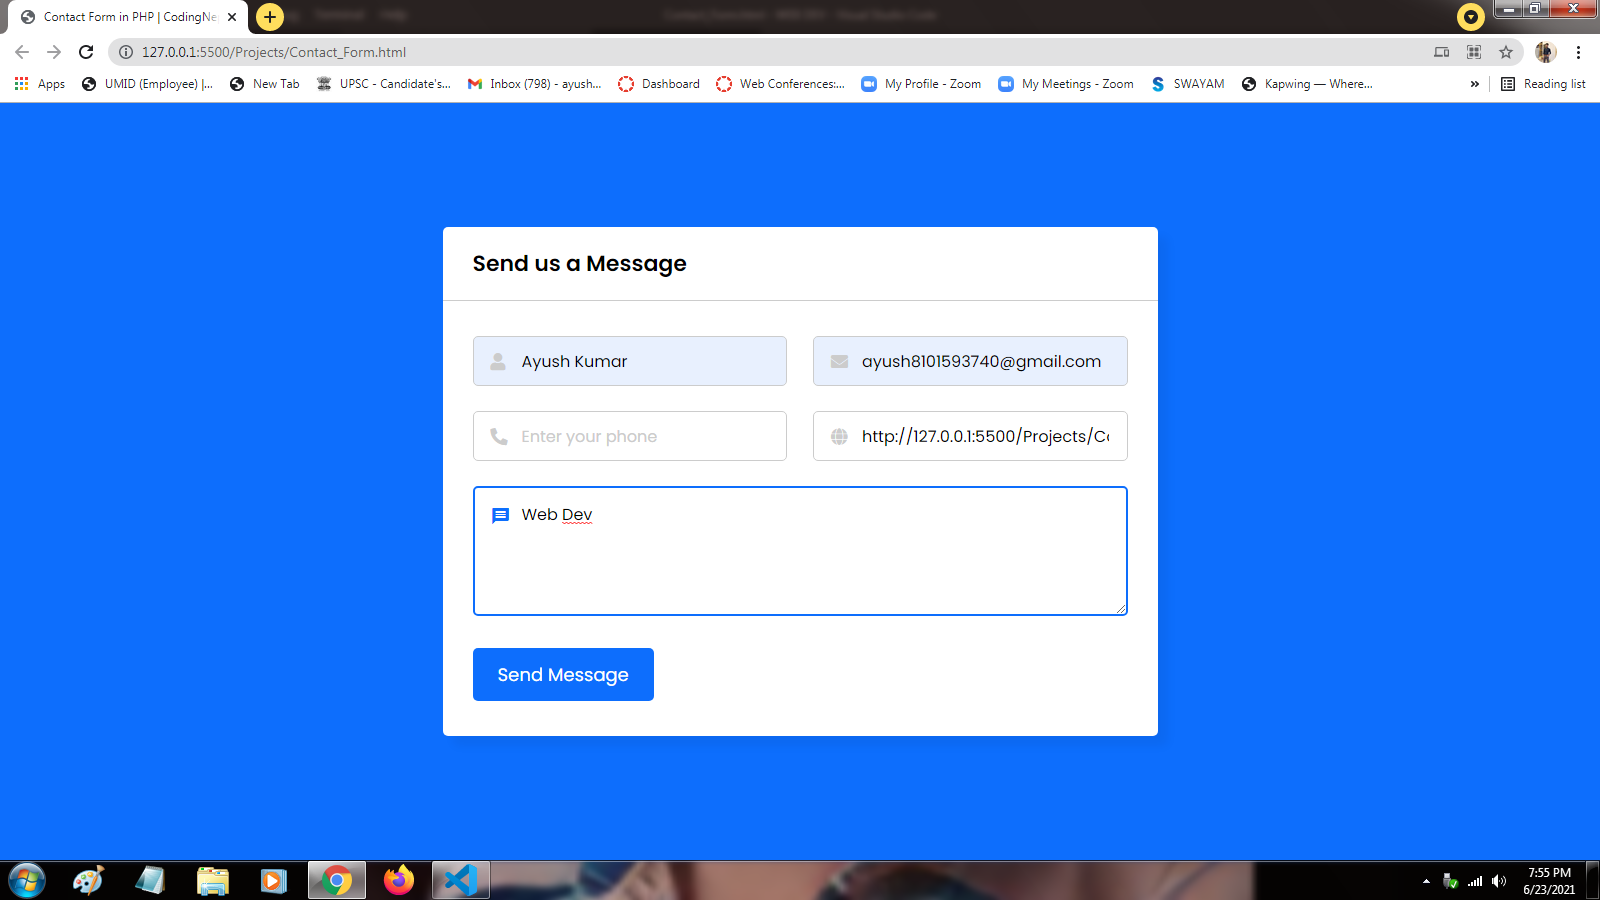 Contact Form in PHP | CodingNe
127.0.0.1:5500/Projects/Contact_Form.html
Apps UMID (Employee) |... New Tab UPSC - Candidate's... Inbox (798) - ayush... Dashboard Web Conferences:... My Profile - Zoom My Meetings - Zoom SWAYAM Kapwing — Where... » Reading list
Send us a Message
Ayush Kumar ayush8101593740@gmail.com
Enter your phone http://127.0.0.1:5500/Projects/Co
Web Dev
Send Message
7:55 PM
6/23/2021